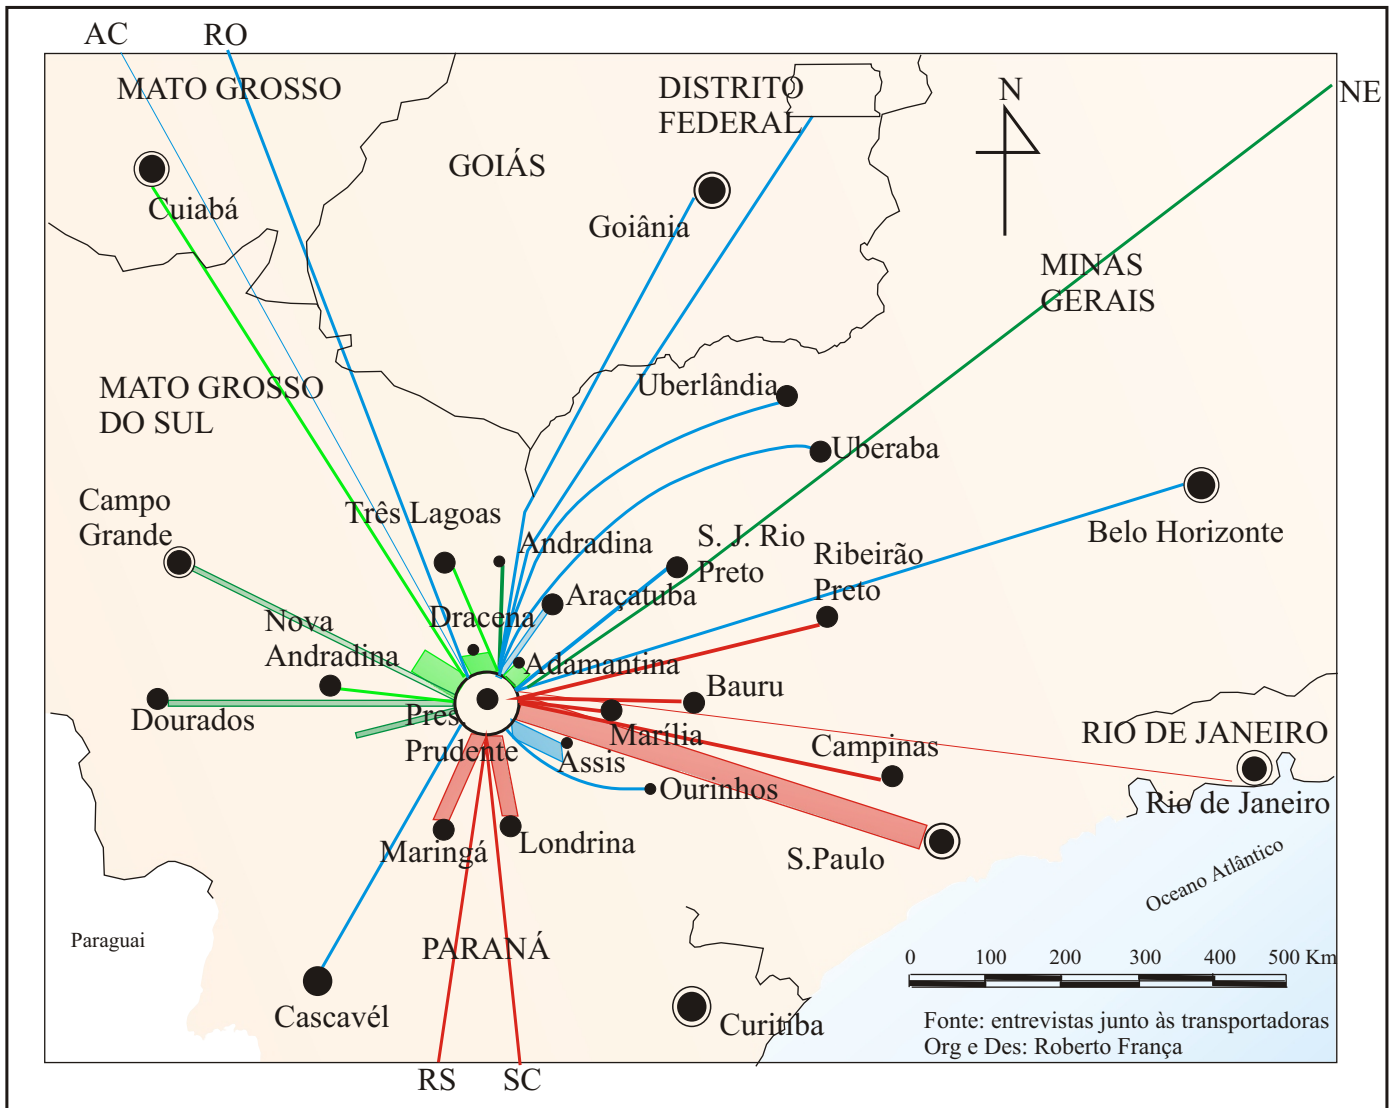 AC
RO
MATO GROSSO
DISTRITO
FEDERAL
N
NE
GOIÁS
Cuiabá
Goiânia
MINAS
GERAIS
MATO GROSSO
DO SUL
Uberlândia
Uberaba
Campo
Grande
Três Lagoas
Andradina
S. J. Rio
Preto
Ribeirão
Preto
Belo Horizonte
Nova
Andradina
Dracena
Araçatuba
Adamantina
Bauru
Dourados
Pres.
Prudente
Marília
Assis
Campinas
RIO DE JANEIRO
Ourinhos
Rio de Janeiro
Maringá
Londrina
S.Paulo
Oceano Atlântico
Paraguai
PARANÁ
0 100 200 300 400 500 Km
Cascavél
Curitiba
Fonte: entrevistas junto às transportadoras
Org e Des: Roberto França
RS
SC